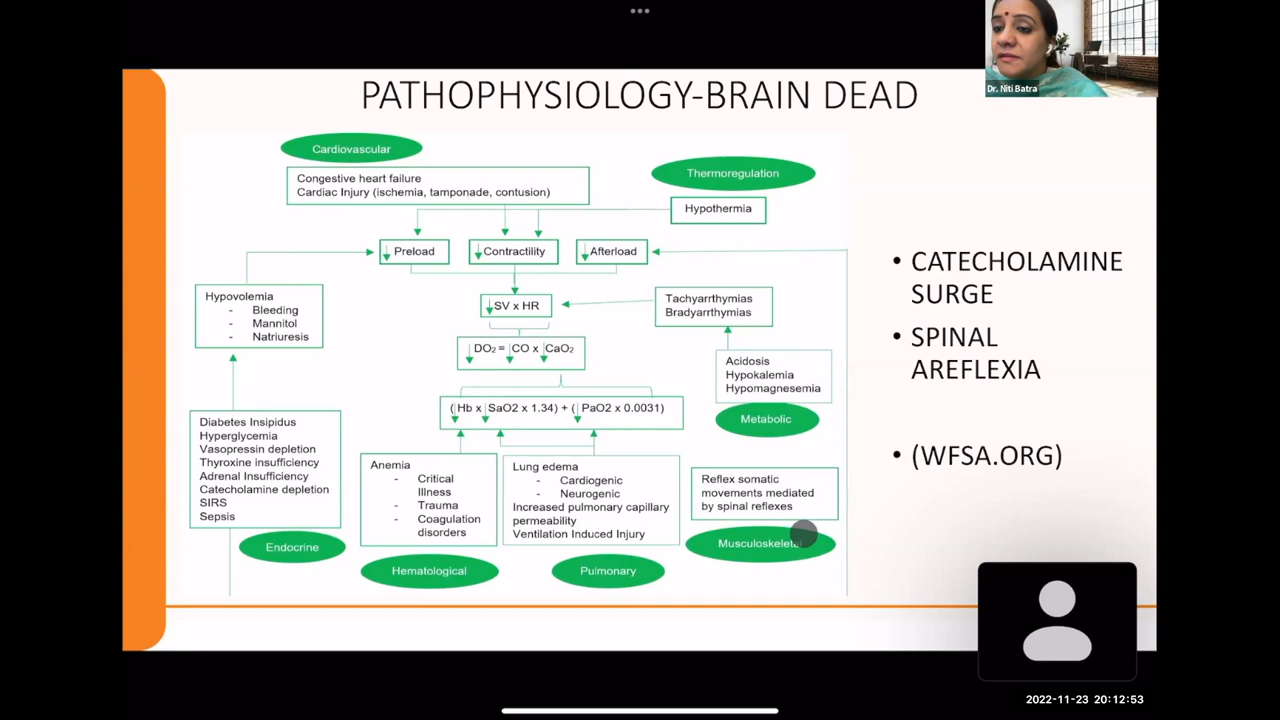 Dr. Niti Batra
PATHOPHYSIOLOGY-BRAIN DEAD
Cardiovascular
Congestive heart failure
Cardiac Injury (ischemia, tamponade, contusion)
Thermoregulation
Hypothermia
Preload
Contractility
Afterload
Hypovolemia
- Bleeding
- Mannitol
- Natriuresis
SV x HR
Tachyarrthymias
Bradyarrthymias
DO2 = CO x CaO2
Acidosis
Hypokalemia
Hypomagnesemia
Metabolic
(Hb x SaO2 x 1.34) + ( PaO2 x 0.0031)
Diabetes Insipidus
Hyperglycemia
Vasopressin depletion
Thyroxine insufficiency
Adrenal Insufficiency
Catecholamine depletion
SIRS
Sepsis
Endocrine
Anemia
- Critical
Illness
- Trauma
- Coagulation
disorders
Hematological
Lung edema
- Cardiogenic
- Neurogenic
Increased pulmonary capillary
permeability
Ventilation Induced Injury
Pulmonary
Reflex somatic
movements mediated
by spinal reflexes
Musculoskeletal
• CATECHOLAMINE
SURGE
• SPINAL
AREFLEXIA
• (WFSA.ORG)
2022-11-23 20:12:53